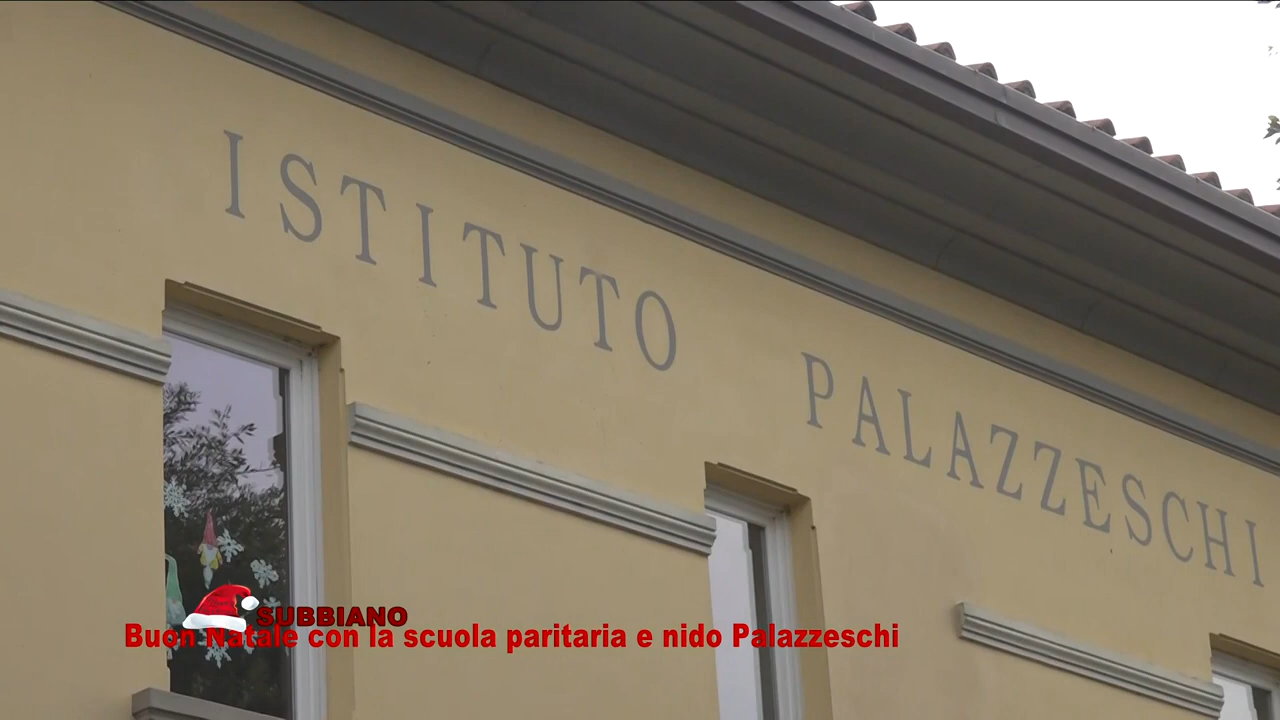 ISTITUTO PALAZZESCHI
SUBBIANO
Buon Natale con la scuola paritaria e nido Palazzeschi